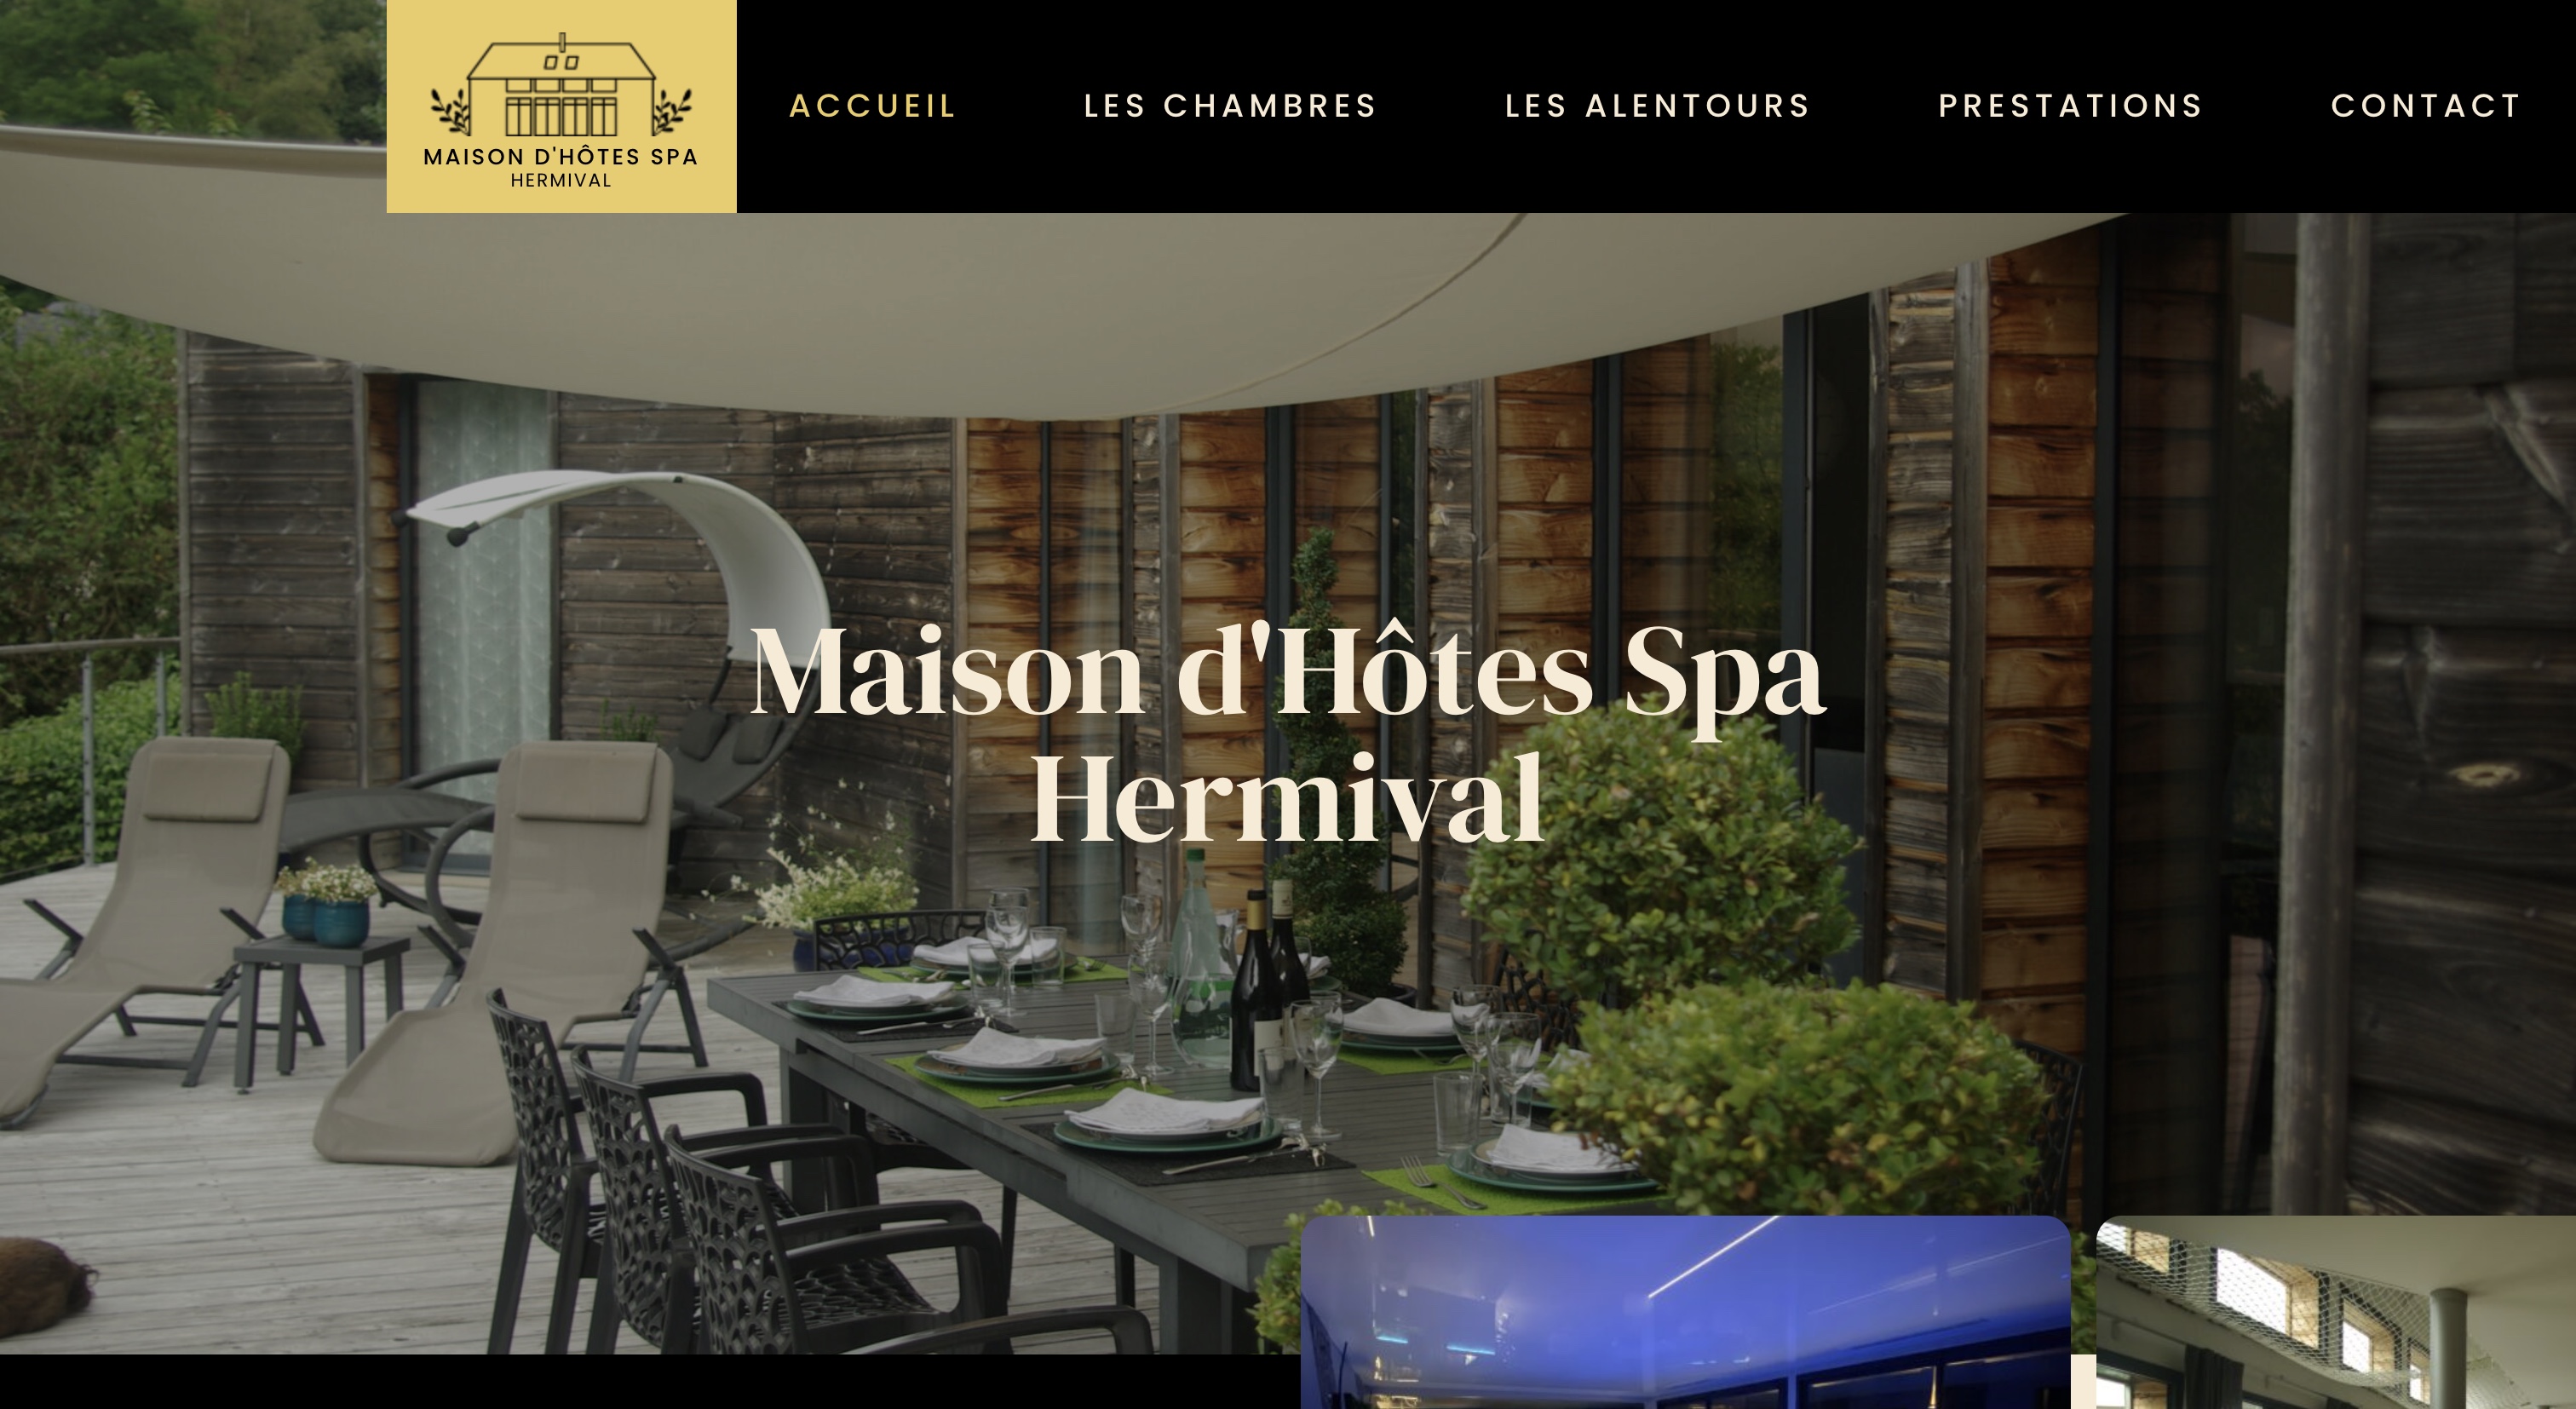 MAISON D'HÔTES SPA
HERMIVAL
ACCUEIL LES CHAMBRES LES ALENTOURS PRESTATIONS CONTACT
Maison d'Hôtes Spa
Hermival